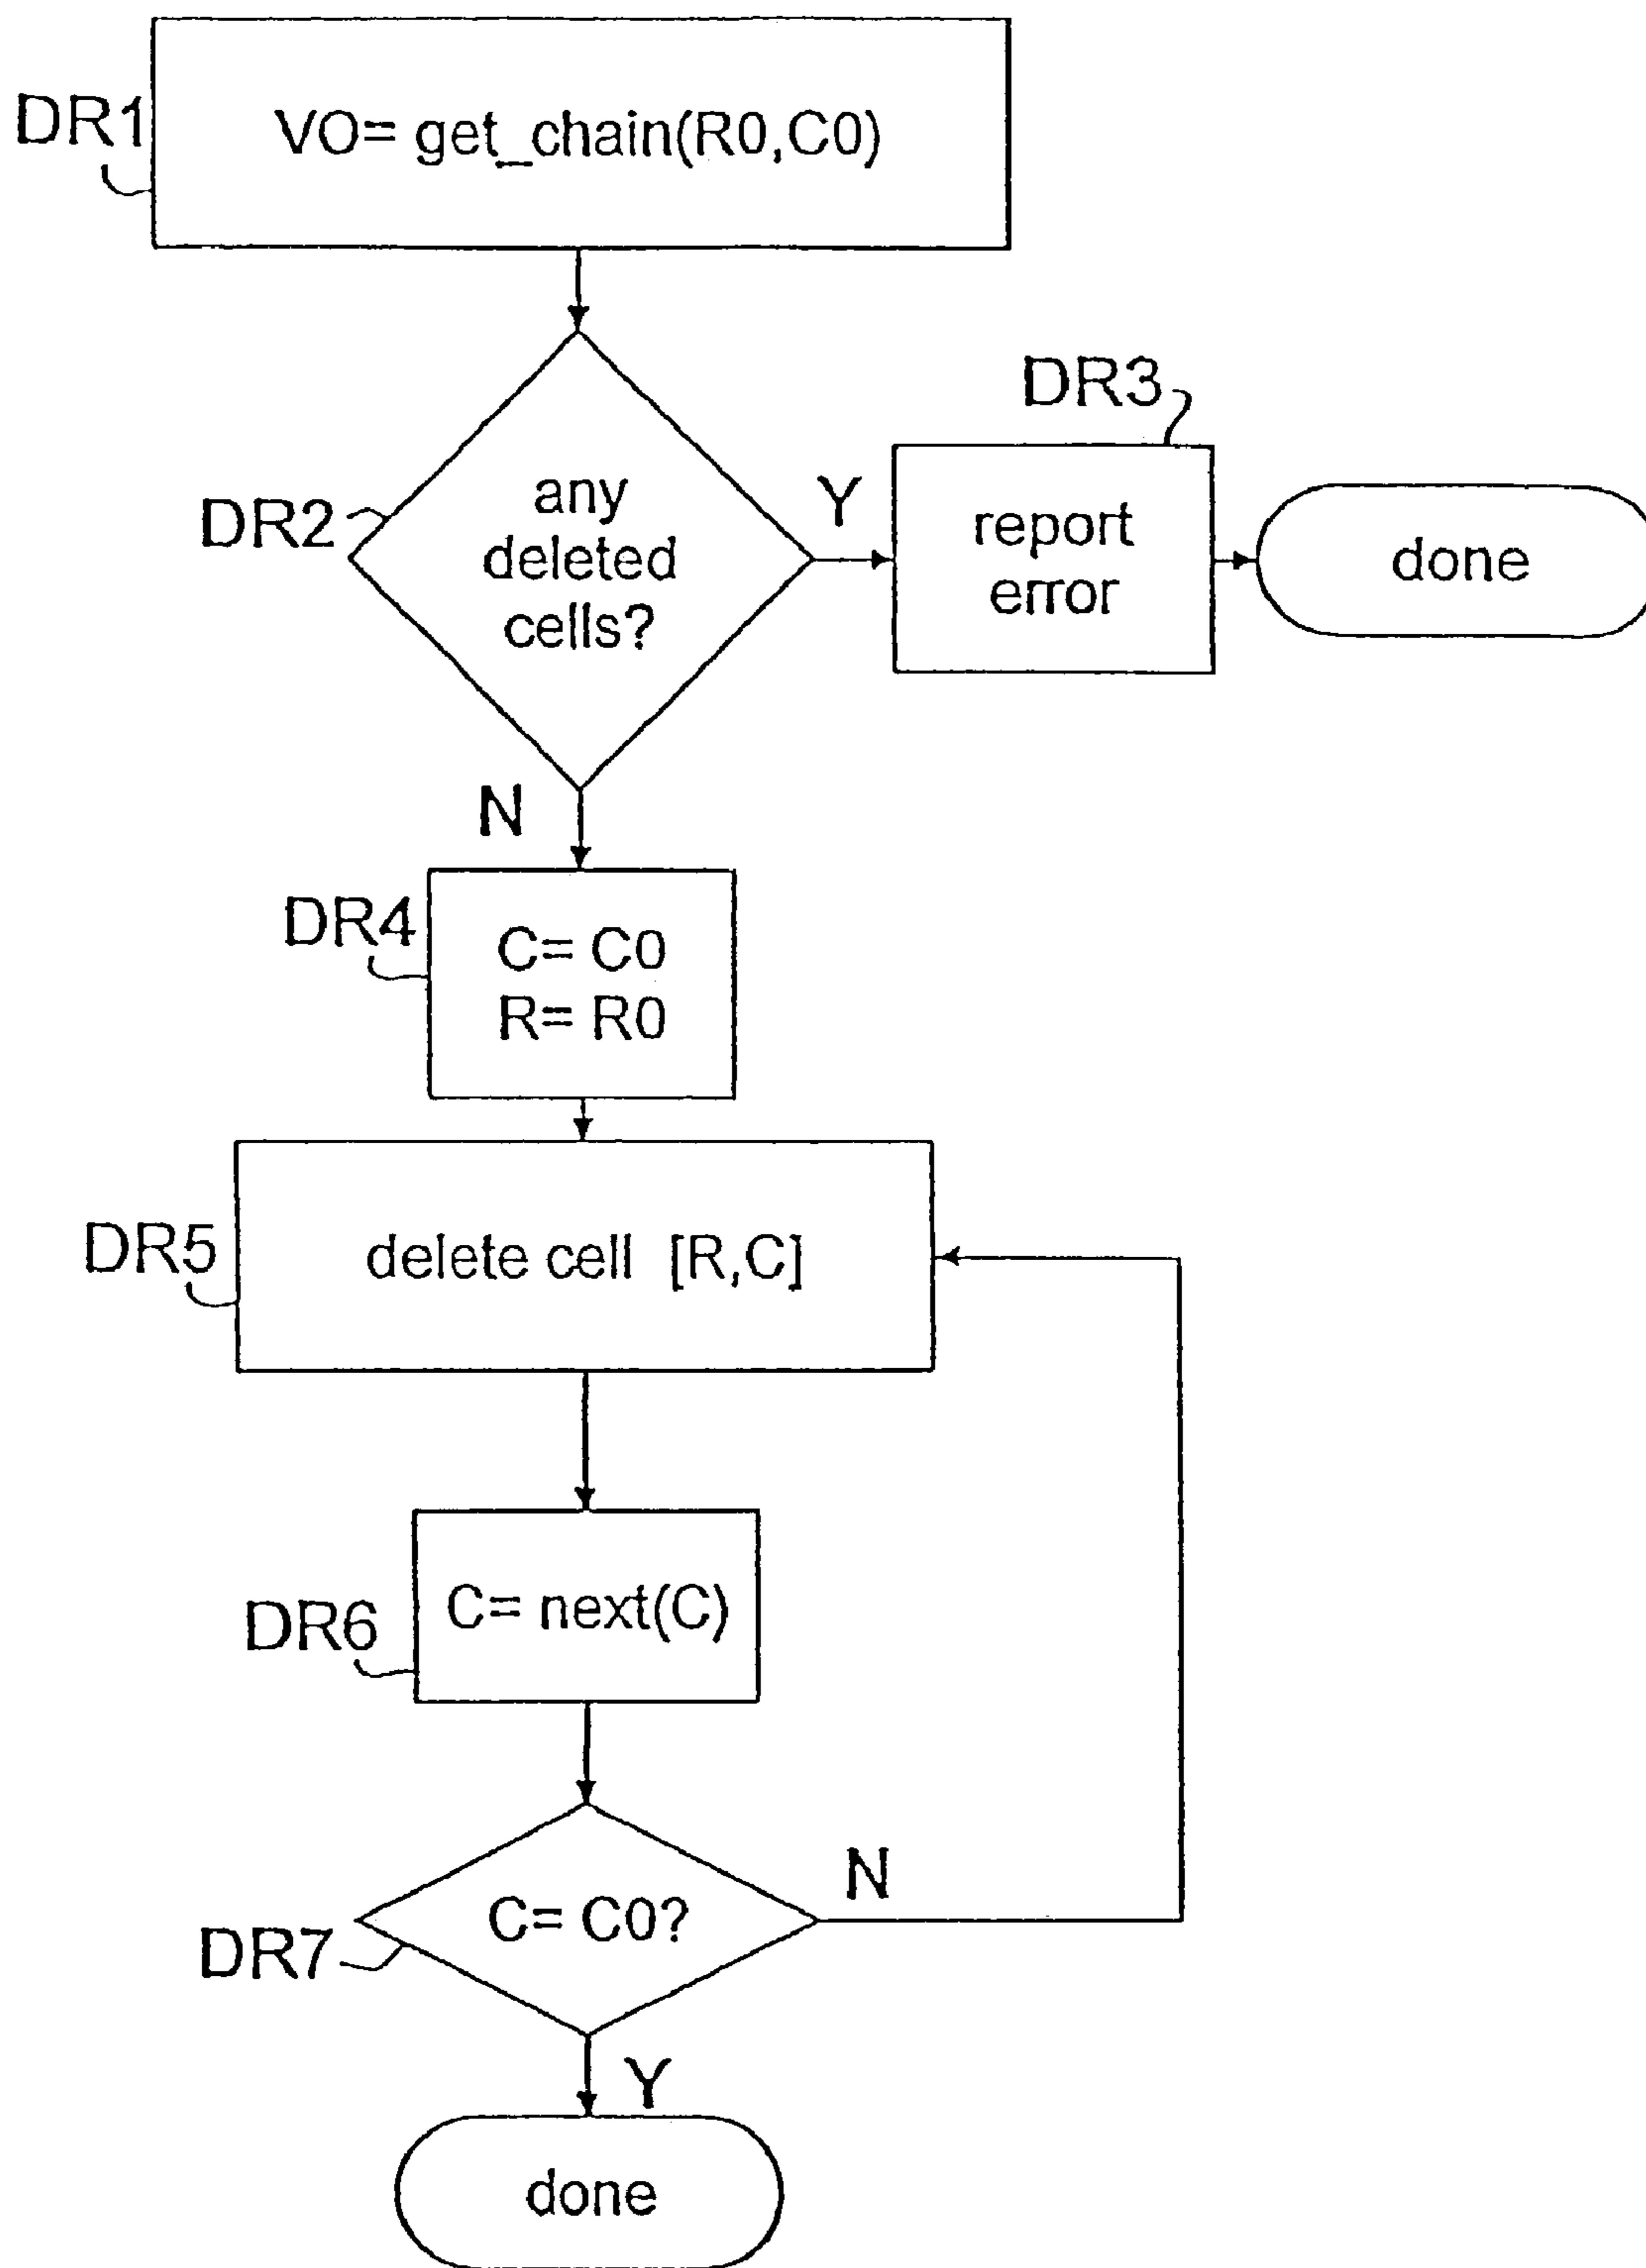 DR1
VO= get_chain(R0,C0)
DR2
any
deleted
cells?
Y
DR3
report
error
done
N
DR4
C= C0
R= R0
DR5
delete cell [R,C]
DR6
C= next(C)
DR7
C= C0?
N
Y
done